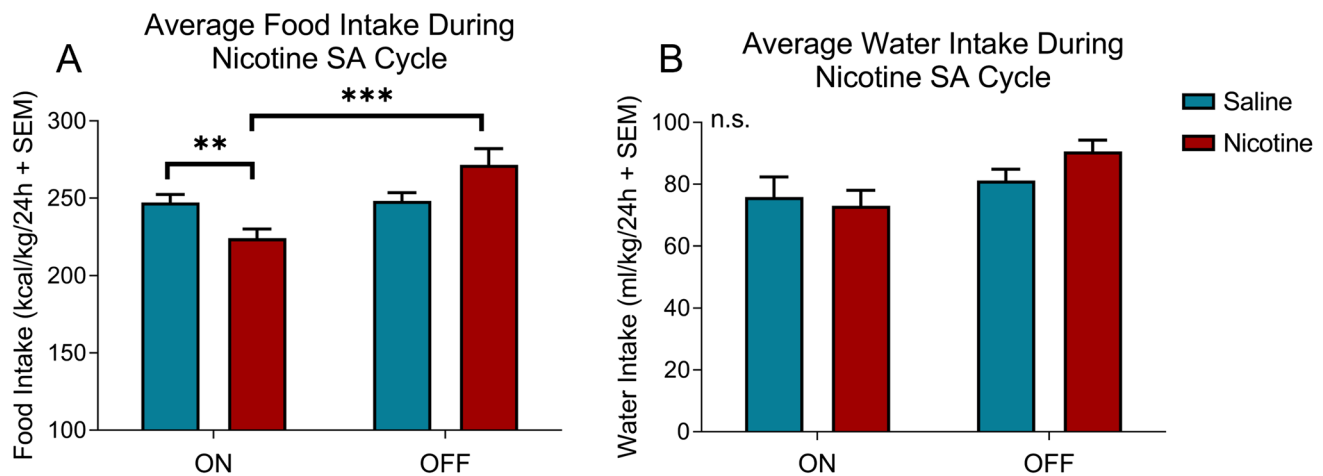 A
Average Food Intake During
Nicotine SA Cycle
Food Intake (kcal/kg/24h + SEM)
300
250
200
150
100
**
***
ON
OFF
B
Average Water Intake During
Nicotine SA Cycle
Water Intake (ml/kg/24h + SEM)
100
80
60
40
20
0
n.s.
ON
OFF
Saline
Nicotine